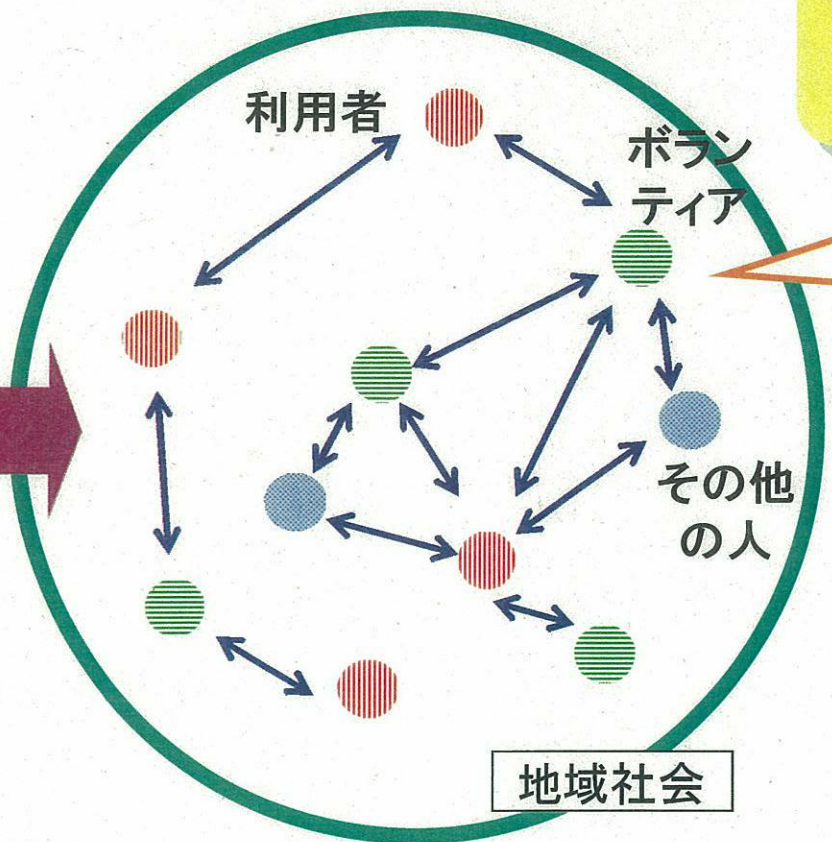 利用者
ボラン
ティア
その他
の人
地域社会